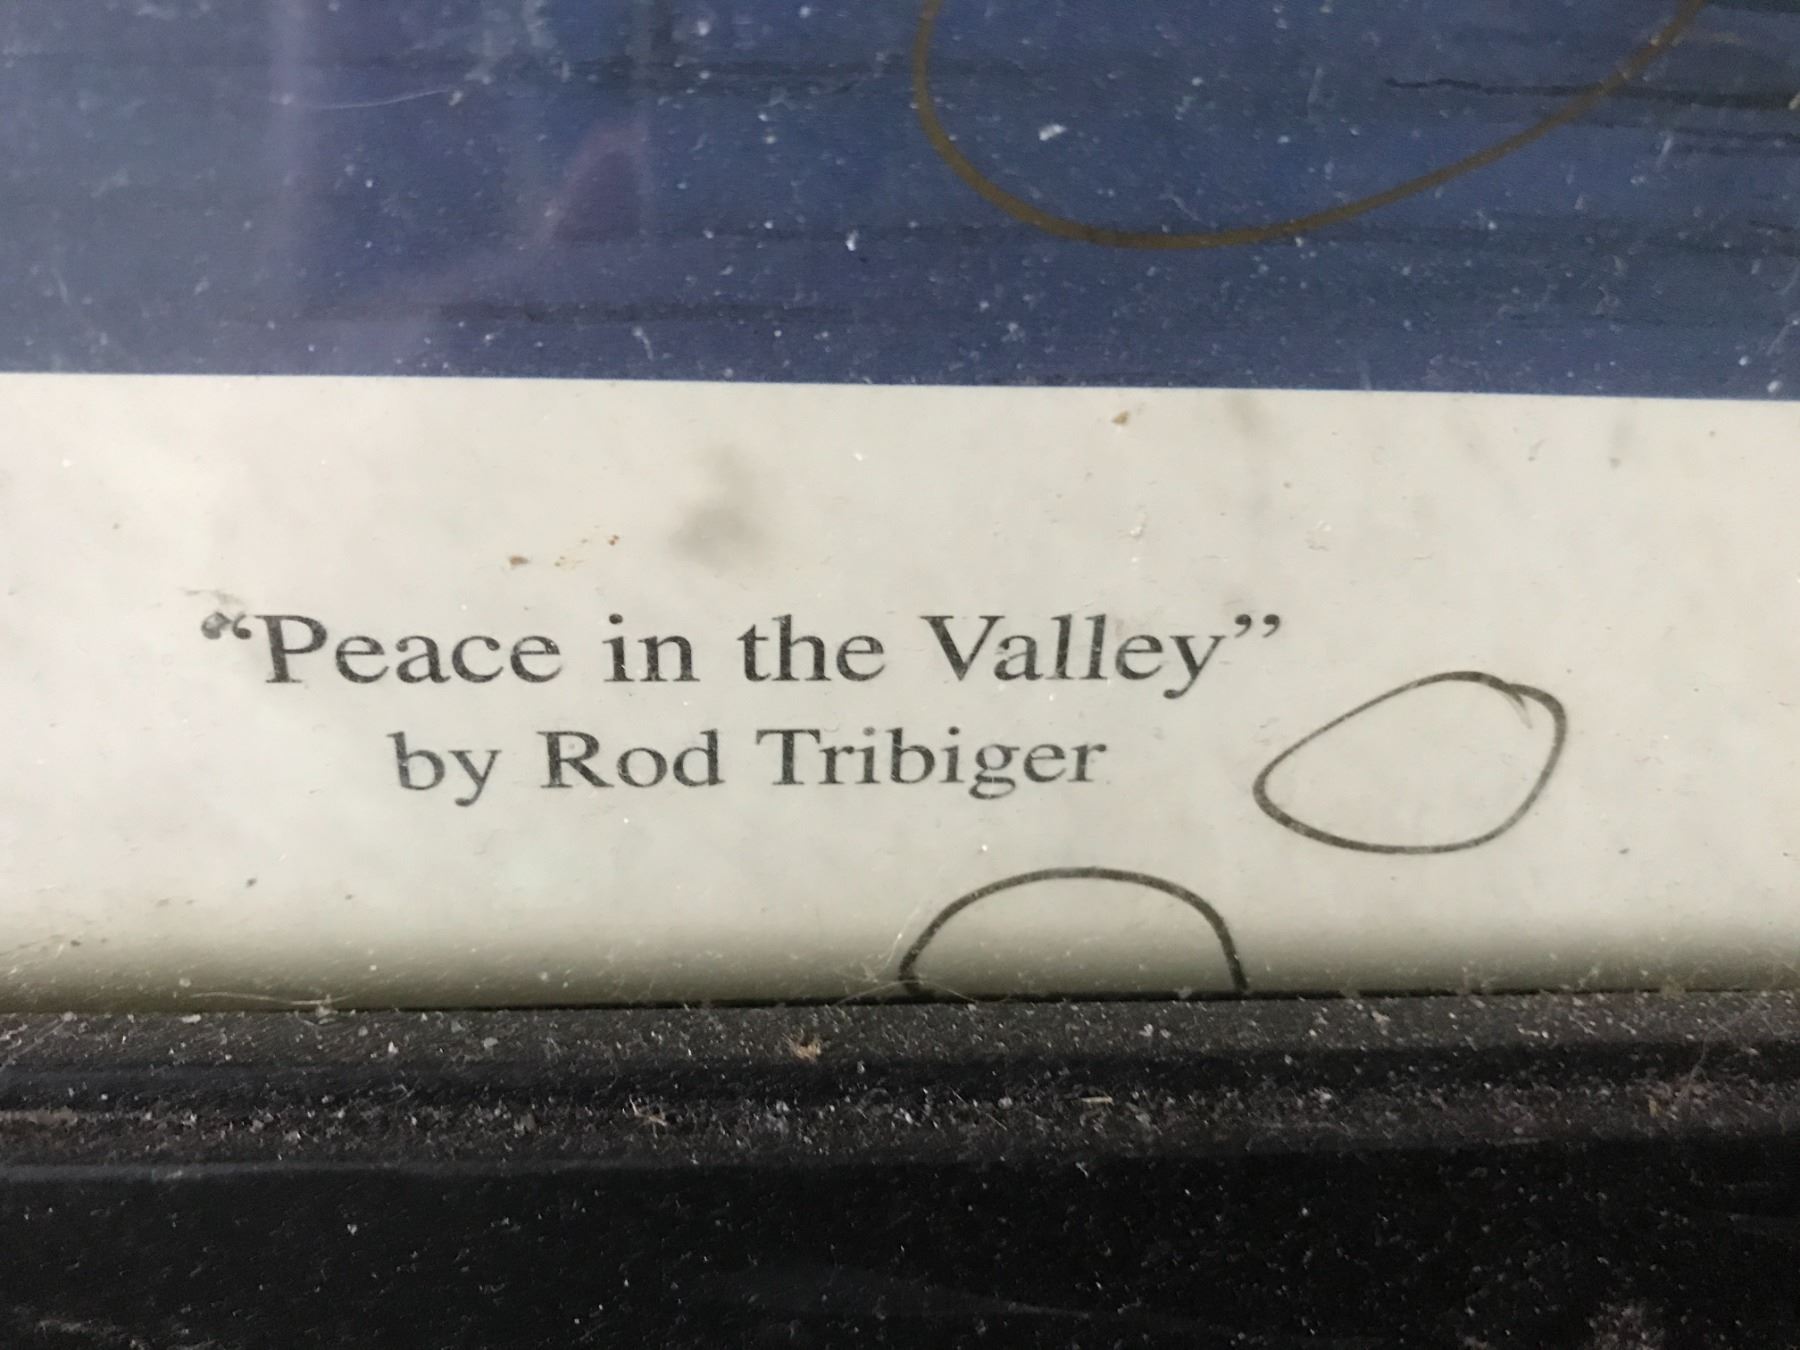 “Peace in the Valley”
by Rod Tribiger